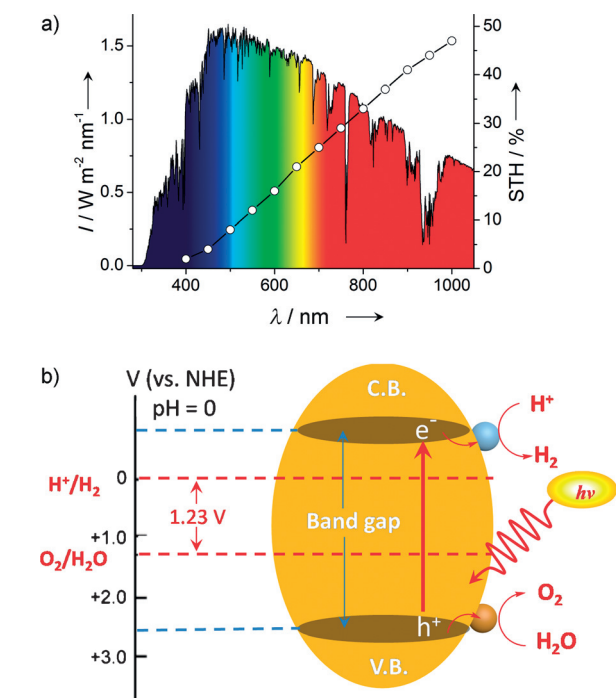 a)
I / W m⁻² nm⁻¹ ⟶
1.5
1.0
0.5
0.0
50
40
30
20
10
0
STH / % ⟶
400
600
800
1000
λ / nm ⟶
b)
V (vs. NHE)
pH = 0
0
+1.0
+2.0
+3.0
H⁺/H₂
1.23 V
O₂/H₂O
C.B.
e⁻
Band gap
h⁺
V.B.
H⁺
H₂
hν
O₂
H₂O